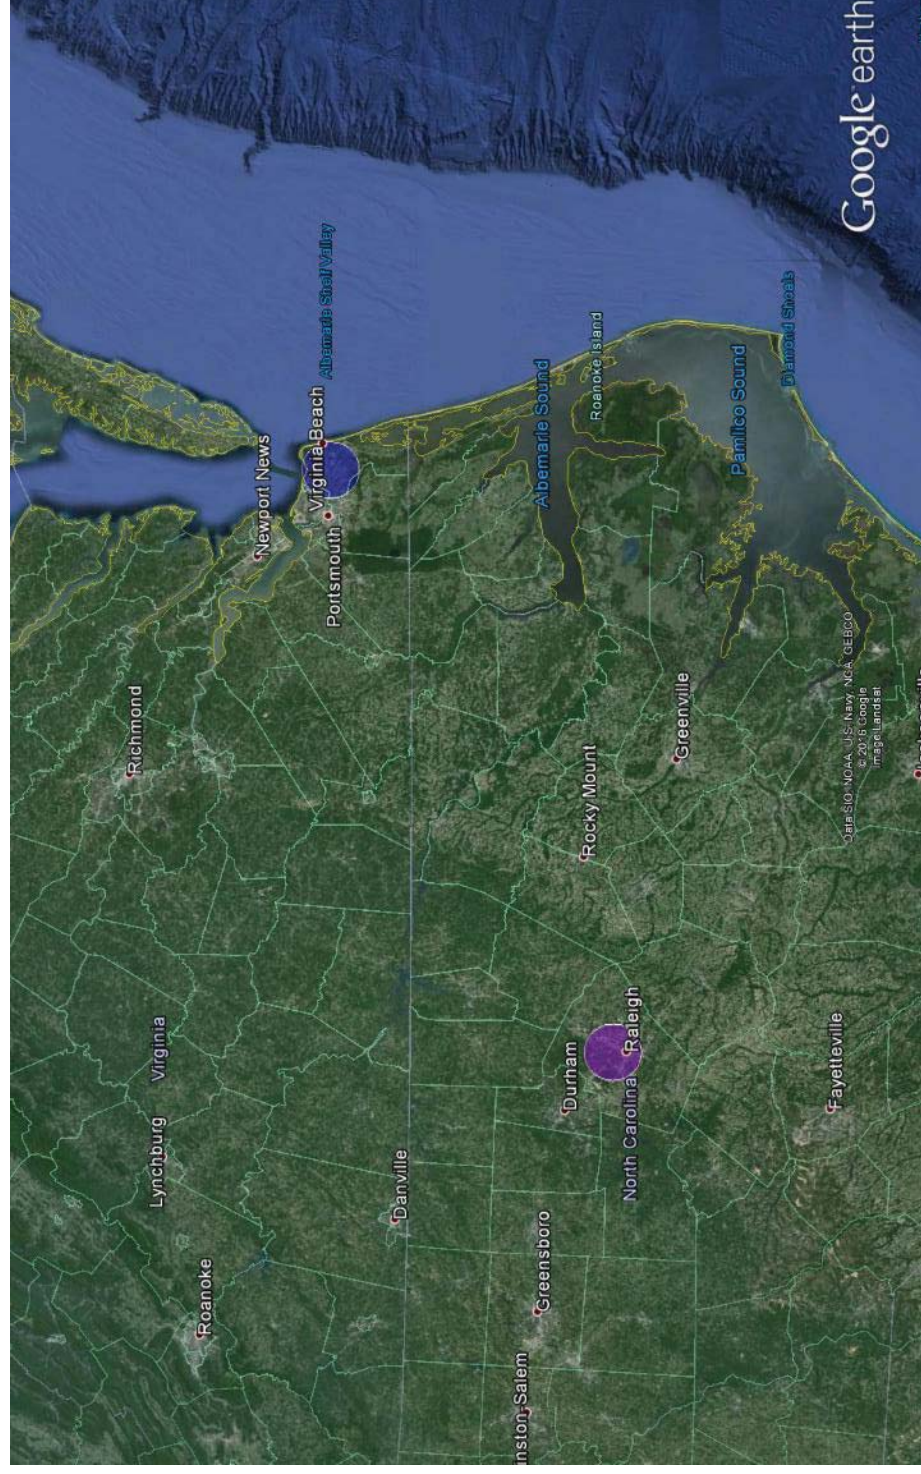 Richmond
Lynchburg
Virginia
Roanoke
Newport News
Virginia Beach
Albemarle Shelf Valley
Portsmouth
Danville
inston-Salem
Greensboro
Albemarle Sound
Durham
Rocky Mount
Roanoke Island
North Carolina
Raleigh
Greenville
Pamlico Sound
Diamond Shoals
Fayetteville
Data SIO, NOAA, U.S. Navy, NGA, GEBCO
© 2016 Google
Image Landsat
Google earth